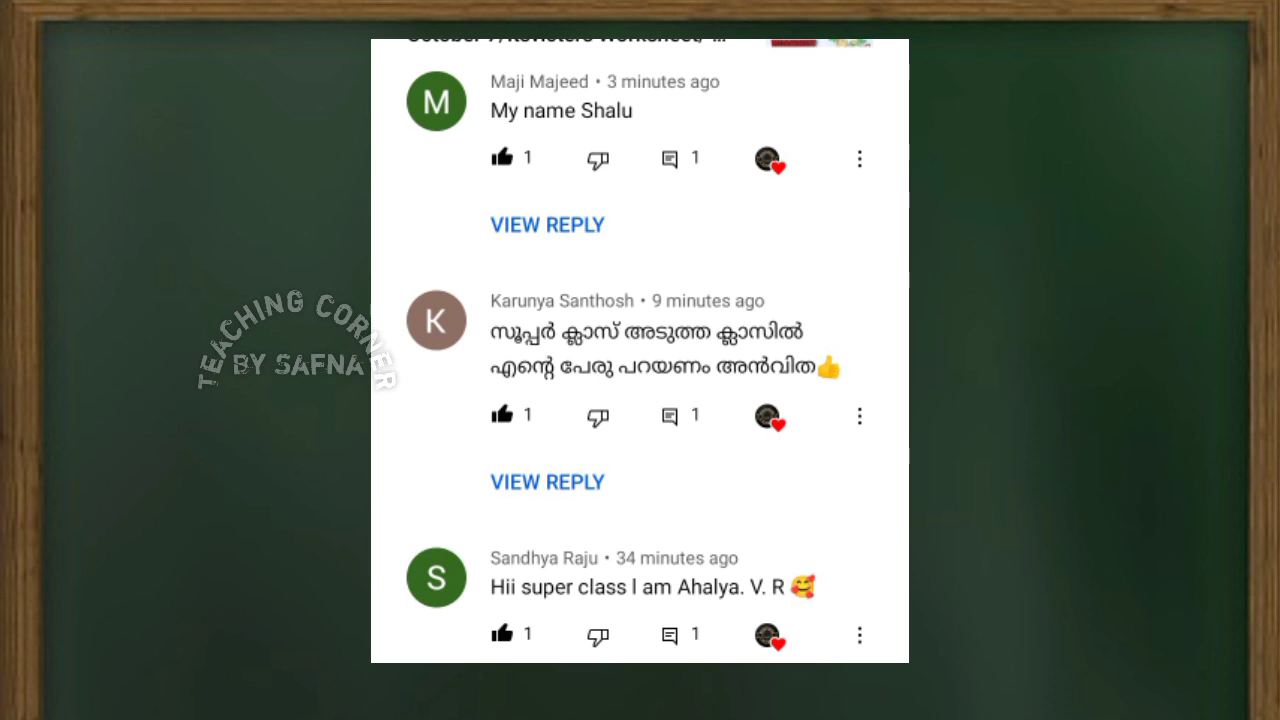 Maji Majeed • 3 minutes ago
My name Shalu
1
1
VIEW REPLY
TEACHING CORNER
BY SAFNA
K
Karunya Santhosh • 9 minutes ago
സൂപ്പർ ക്ലാസ് അടുത്ത ക്ലാസിൽ
എന്റെ പേരു പറയണം അൻവിത👍
1
1
VIEW REPLY
S
Sandhya Raju • 34 minutes ago
Hii super class I am Ahalya. V. R 🥰
1
1